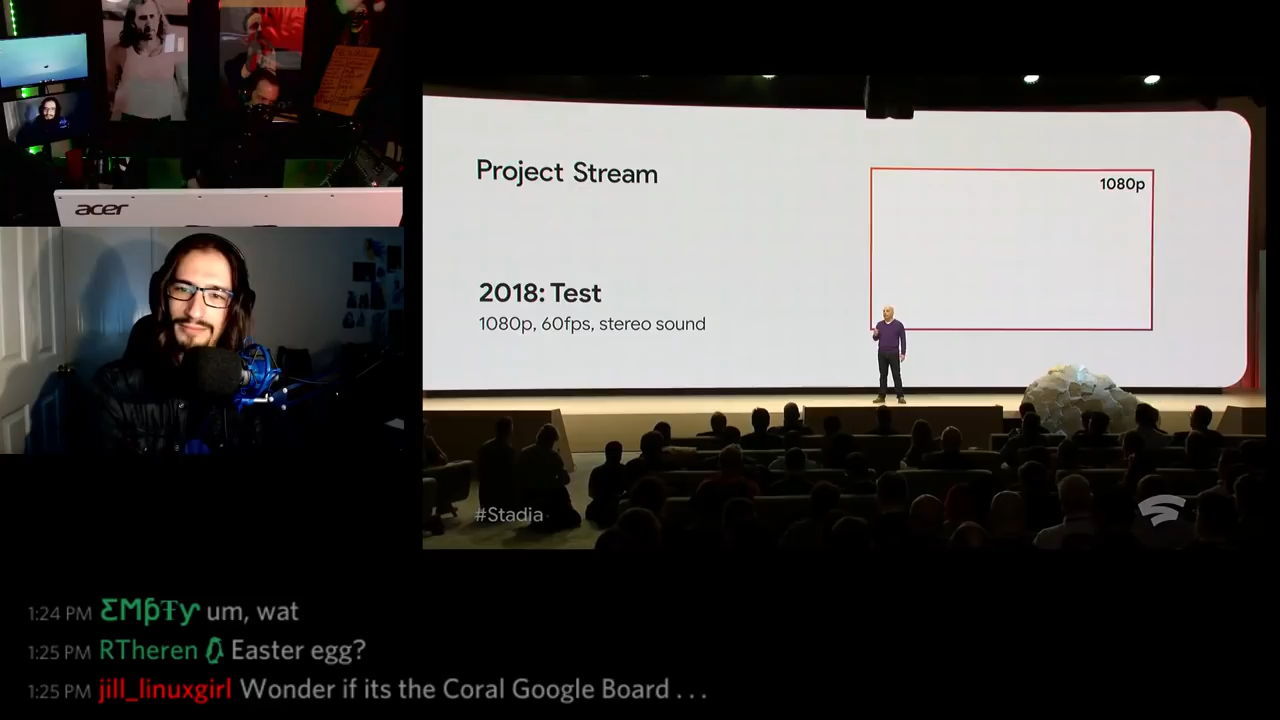 acer
Project Stream
1080p
2018: Test
1080p, 60fps, stereo sound
#Stadia
1:24 PM ƸMþŦƴ um, wat
1:25 PM RTheren Easter egg?
1:25 PM jill_linuxgirl Wonder if its the Coral Google Board . . .